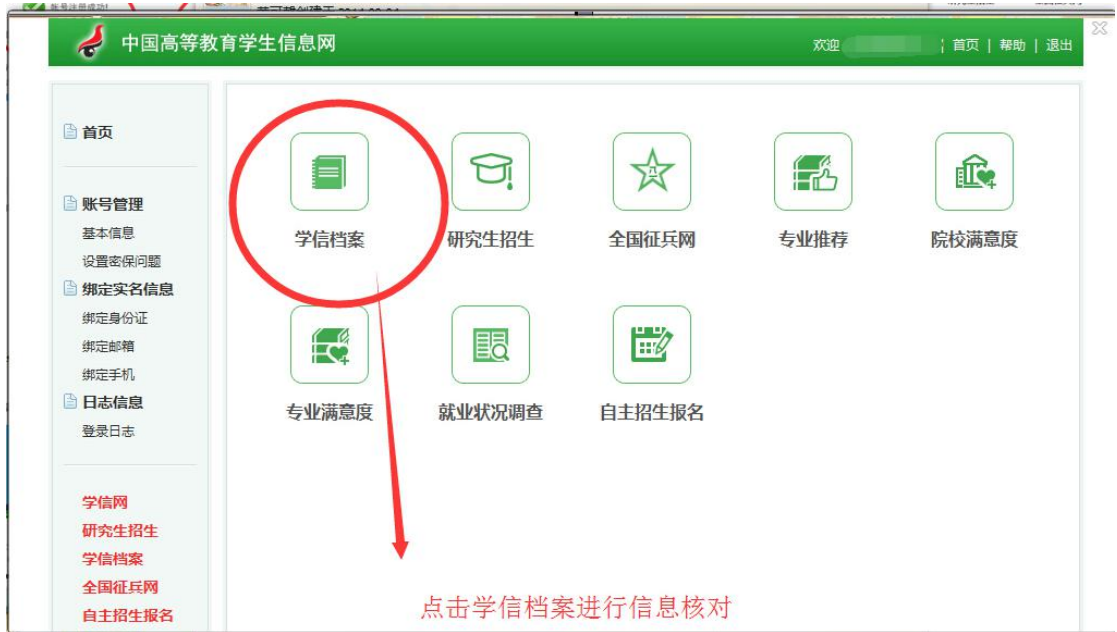 账号注册成功!
中国高等教育学生信息网
欢迎
首页 | 帮助 | 退出
首页
账号管理
基本信息
设置密保问题
绑定实名信息
绑定身份证
绑定邮箱
绑定手机
日志信息
登录日志
学信网
研究生招生
学信档案
全国征兵网
自主招生报名
学信档案
研究生招生
全国征兵网
专业推荐
院校满意度
专业满意度
就业状况调查
自主招生报名
点击学信档案进行信息核对